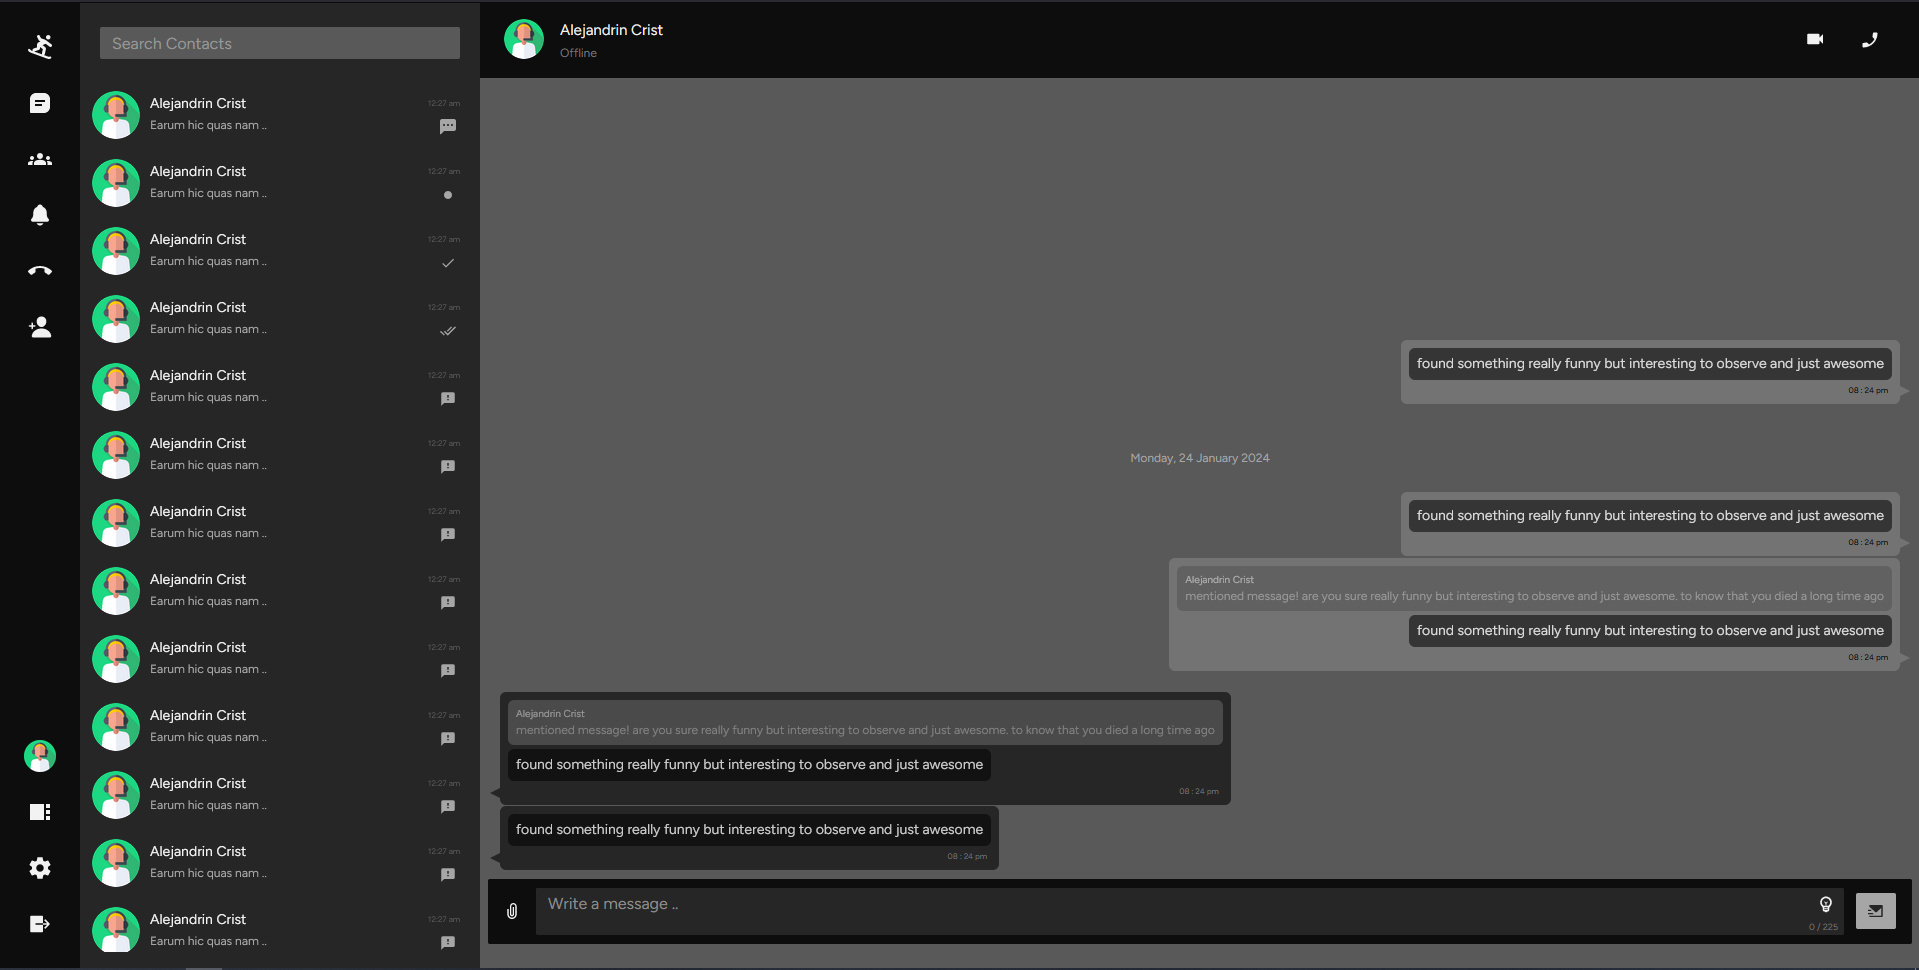 Search Contacts
Alejandrin Crist
12:27 am
Earum hic quas nam ..
Alejandrin Crist
12:27 am
Earum hic quas nam ..
Alejandrin Crist
12:27 am
Earum hic quas nam ..
Alejandrin Crist
12:27 am
Earum hic quas nam ..
Alejandrin Crist
12:27 am
Earum hic quas nam ..
Alejandrin Crist
12:27 am
Earum hic quas nam ..
Alejandrin Crist
12:27 am
Earum hic quas nam ..
Alejandrin Crist
12:27 am
Earum hic quas nam ..
Alejandrin Crist
12:27 am
Earum hic quas nam ..
Alejandrin Crist
12:27 am
Earum hic quas nam ..
Alejandrin Crist
12:27 am
Earum hic quas nam ..
Alejandrin Crist
12:27 am
Earum hic quas nam ..
Alejandrin Crist
12:27 am
Earum hic quas nam ..
Alejandrin Crist
Offline
found something really funny but interesting to observe and just awesome
08 : 24 pm
Monday, 24 January 2024
found something really funny but interesting to observe and just awesome
08 : 24 pm
Alejandrin Crist
mentioned message! are you sure really funny but interesting to observe and just awesome. to know that you died a long time ago
found something really funny but interesting to observe and just awesome
08 : 24 pm
Alejandrin Crist
mentioned message! are you sure really funny but interesting to observe and just awesome. to know that you died a long time ago
found something really funny but interesting to observe and just awesome
08 : 24 pm
found something really funny but interesting to observe and just awesome
08 : 24 pm
Write a message ..
0 / 225